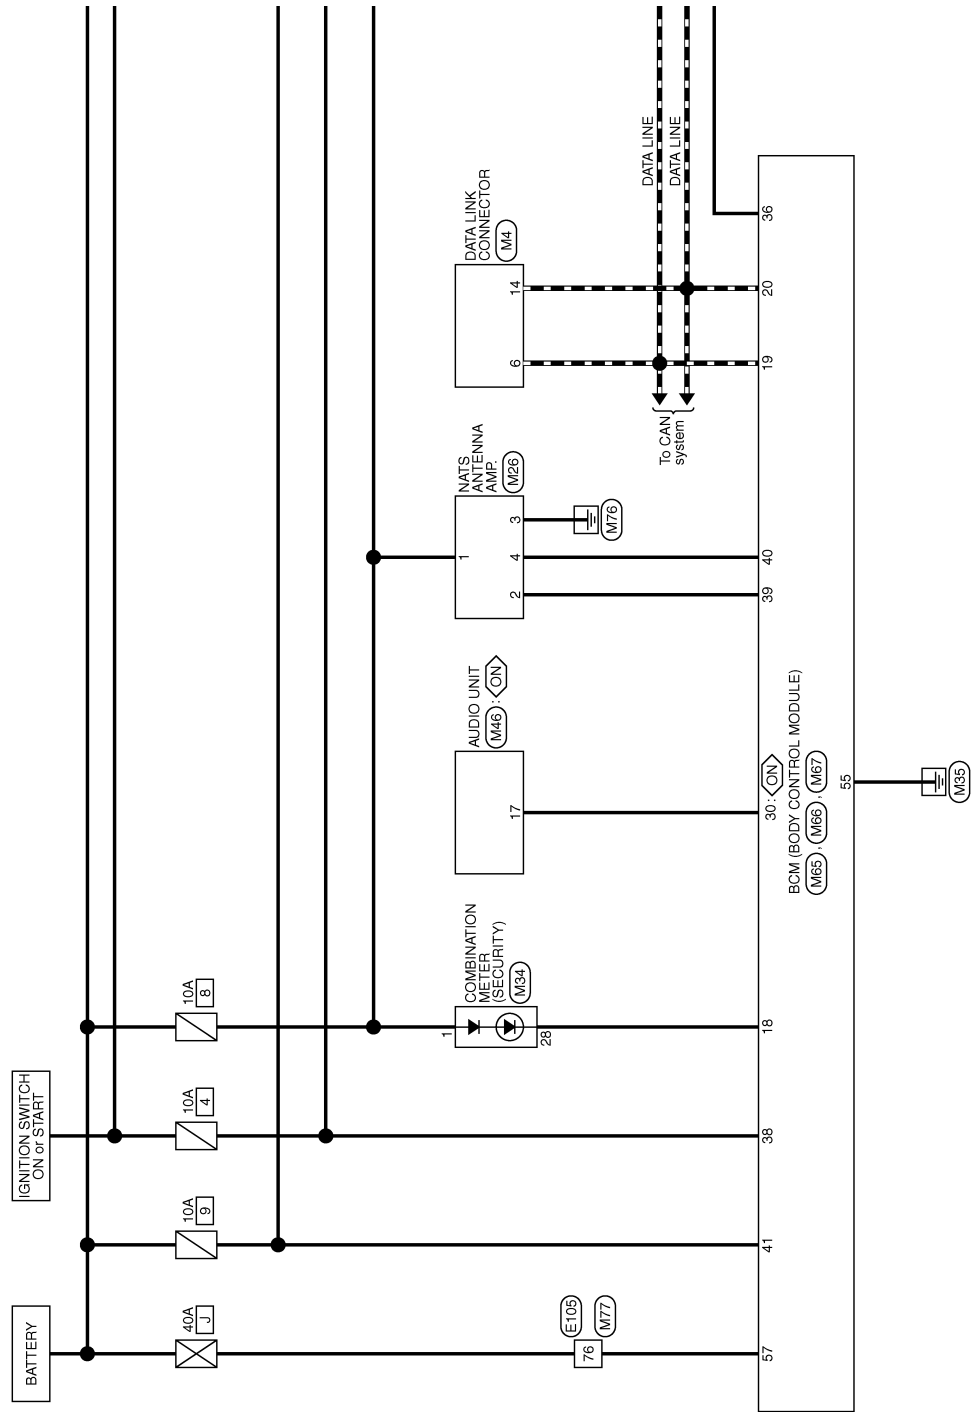 BATTERY
IGNITION SWITCH
ON or START
40A
J
10A
9
10A
4
10A
8
E105
76
M77
1
COMBINATION
METER
(SECURITY)
M34
28
AUDIO UNIT
M46 : ON
17
NATS
ANTENNA
AMP.
M26
1
2
4
3
M76
DATA LINK
CONNECTOR
M4
6
14
To CAN
system
DATA LINE
DATA LINE
57
41
38
18
30 : ON
39
40
19
20
36
BCM (BODY CONTROL MODULE)
M65 , M66 , M67
55
M35